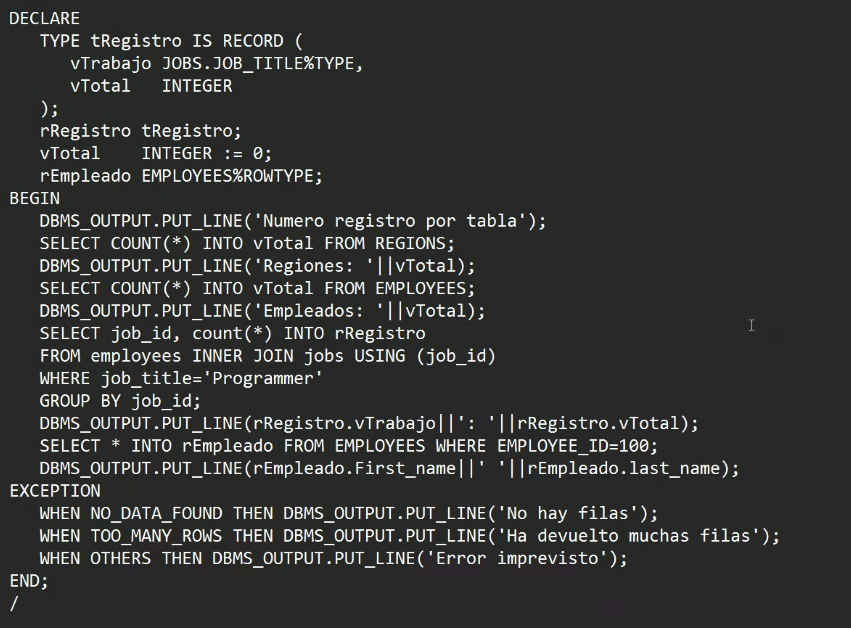 DECLARE
   TYPE tRegistro IS RECORD (
      vTrabajo JOBS.JOB_TITLE%TYPE,
      vTotal   INTEGER
   );
   rRegistro tRegistro;
   vTotal    INTEGER := 0;
   rEmpleado EMPLOYEES%ROWTYPE;
BEGIN
   DBMS_OUTPUT.PUT_LINE('Numero registro por tabla');
   SELECT COUNT(*) INTO vTotal FROM REGIONS;
   DBMS_OUTPUT.PUT_LINE('Regiones: '||vTotal);
   SELECT COUNT(*) INTO vTotal FROM EMPLOYEES;
   DBMS_OUTPUT.PUT_LINE('Empleados: '||vTotal);
   SELECT job_id, count(*) INTO rRegistro
   FROM employees INNER JOIN jobs USING (job_id)
   WHERE job_title='Programmer'
   GROUP BY job_id;
   DBMS_OUTPUT.PUT_LINE(rRegistro.vTrabajo||': '||rRegistro.vTotal);
   SELECT * INTO rEmpleado FROM EMPLOYEES WHERE EMPLOYEE_ID=100;
   DBMS_OUTPUT.PUT_LINE(rEmpleado.First_name||' '||rEmpleado.last_name);
EXCEPTION
   WHEN NO_DATA_FOUND THEN DBMS_OUTPUT.PUT_LINE('No hay filas');
   WHEN TOO_MANY_ROWS THEN DBMS_OUTPUT.PUT_LINE('Ha devuelto muchas filas');
   WHEN OTHERS THEN DBMS_OUTPUT.PUT_LINE('Error imprevisto');
END;
/